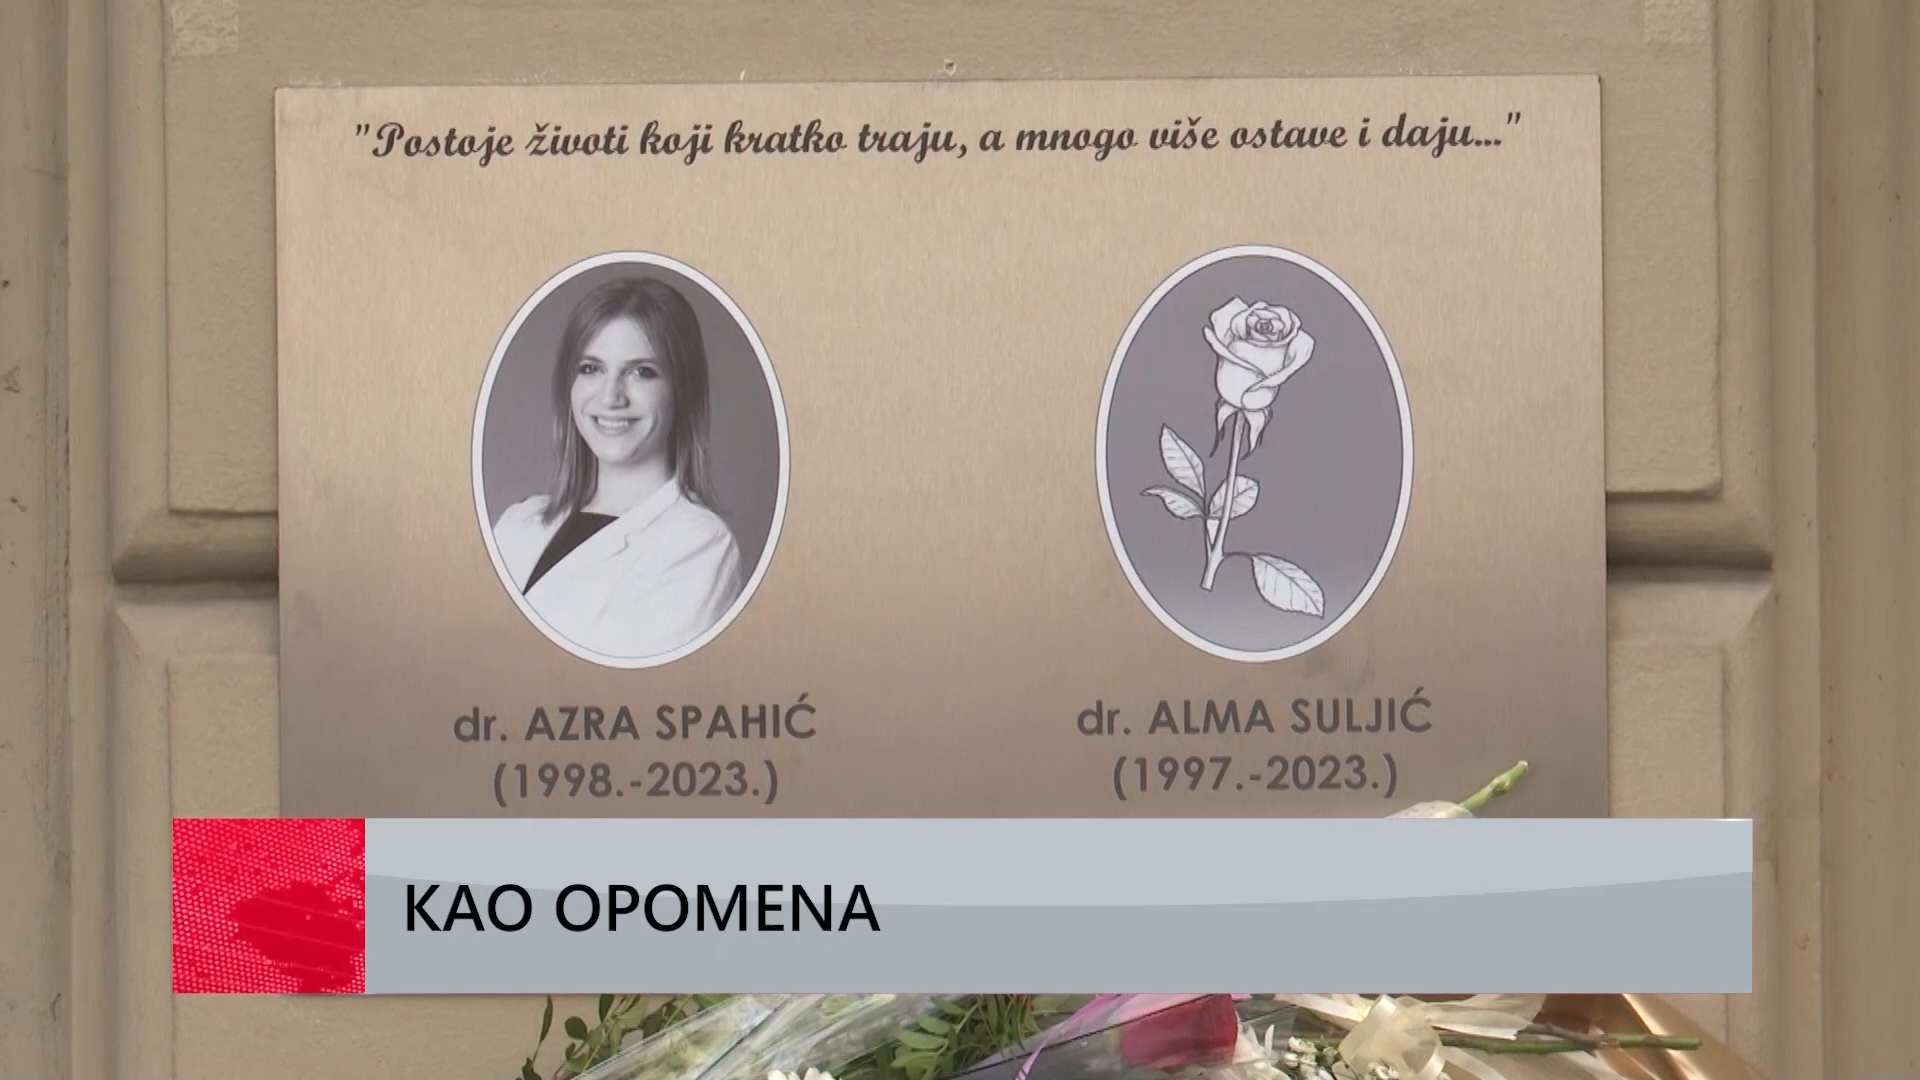 "Postoje životi koji kratko traju, a mnogo više ostave i daju..."
dr. AZRA SPAHIĆ
(1998.-2023.)
dr. ALMA SULJIĆ
(1997.-2023.)
KAO OPOMENA